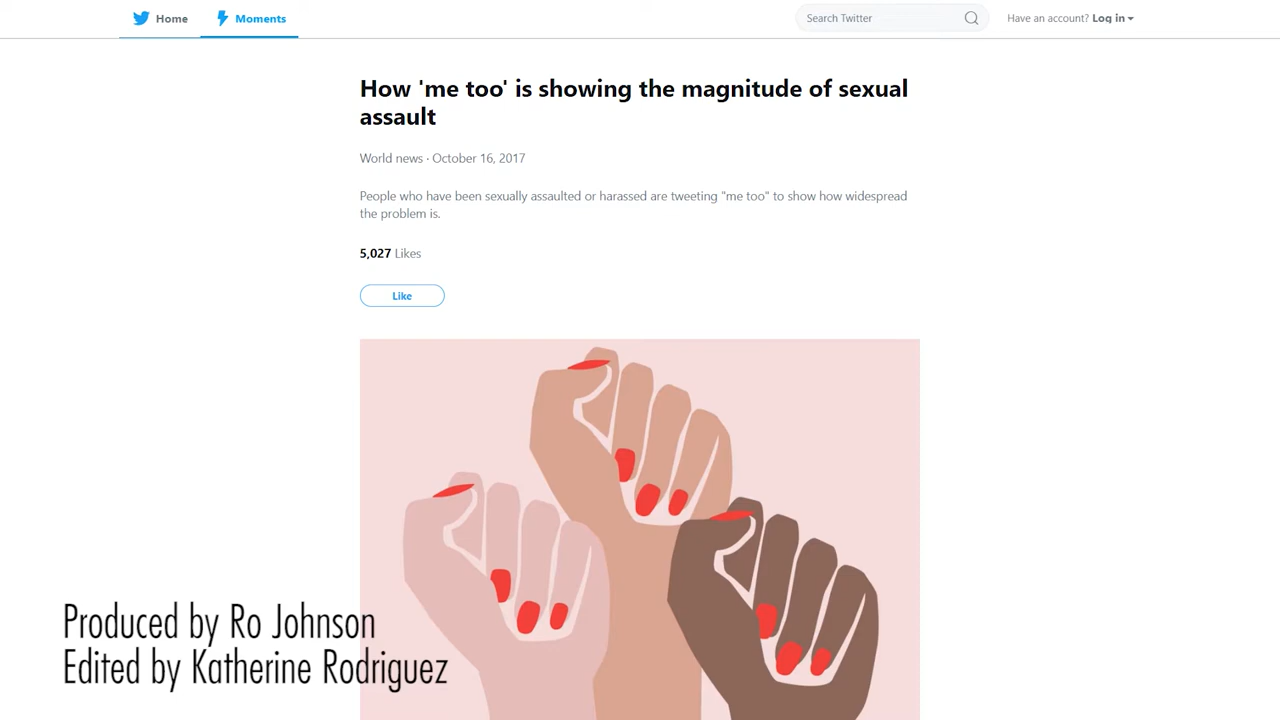 Home
Moments
Search Twitter
Have an account? Log in
How 'me too' is showing the magnitude of sexual
assault
World news · October 16, 2017
People who have been sexually assaulted or harassed are tweeting "me too" to show how widespread
the problem is.
5,027 Likes
Like
Produced by Ro Johnson
Edited by Katherine Rodriguez